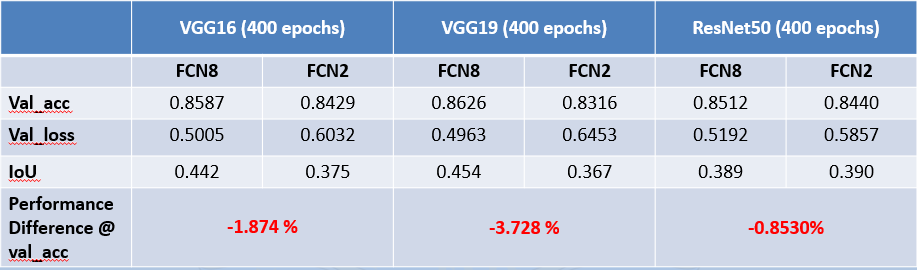 VGG16 (400 epochs) VGG19 (400 epochs) ResNet50 (400 epochs)
FCN8 FCN2 FCN8 FCN2 FCN8 FCN2
Val_acc 0.8587 0.8429 0.8626 0.8316 0.8512 0.8440
Val_loss 0.5005 0.6032 0.4963 0.6453 0.5192 0.5857
IoU 0.442 0.375 0.454 0.367 0.389 0.390
Performance
Difference @ -1.874 % -3.728 % -0.8530%
val_acc